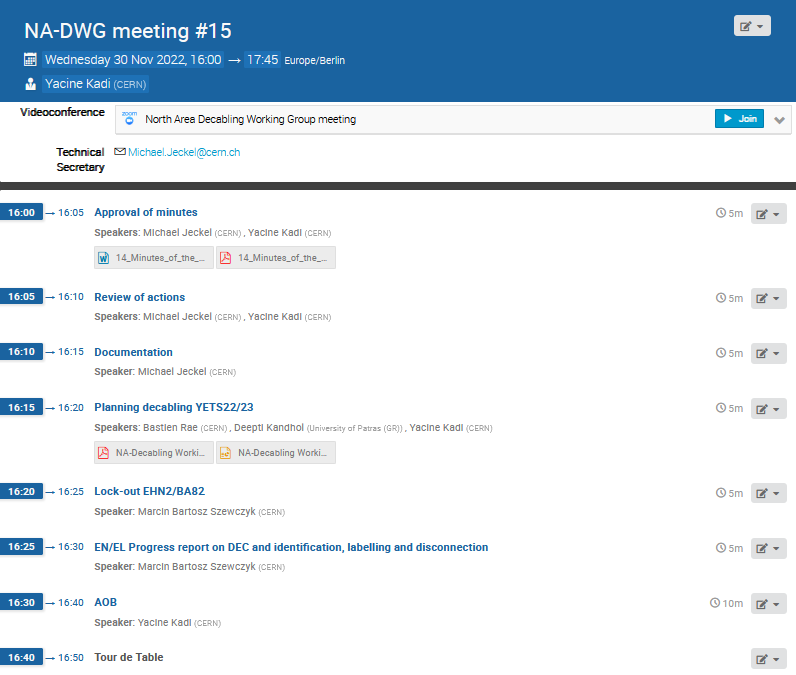 NA-DWG meeting #15
Wednesday 30 Nov 2022, 16:00 → 17:45 Europe/Berlin
Yacine Kadi (CERN)
Videoconference
zoom North Area Decabling Working Group meeting Join
Technical Secretary
Michael.Jeckel@cern.ch
16:00 → 16:05 Approval of minutes 5m
Speakers: Michael Jeckel (CERN) , Yacine Kadi (CERN)
14_Minutes_of_the_... 14_Minutes_of_the_...
16:05 → 16:10 Review of actions 5m
Speakers: Michael Jeckel (CERN) , Yacine Kadi (CERN)
16:10 → 16:15 Documentation 5m
Speaker: Michael Jeckel (CERN)
16:15 → 16:20 Planning decabling YETS22/23 5m
Speakers: Bastien Rae (CERN) , Deepti Kandhol (University of Patras (GR)) , Yacine Kadi (CERN)
NA-Decabling Worki... NA-Decabling Worki...
16:20 → 16:25 Lock-out EHN2/BA82 5m
Speaker: Marcin Bartosz Szewczyk (CERN)
16:25 → 16:30 EN/EL Progress report on DEC and identification, labelling and disconnection 5m
Speaker: Marcin Bartosz Szewczyk (CERN)
16:30 → 16:40 AOB 10m
Speaker: Yacine Kadi (CERN)
16:40 → 16:50 Tour de Table